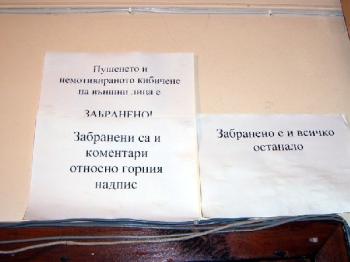 Пушенето и
немотивираното кибичене
на външни лица е
ЗАБРАНЕНО!
Забранени са и
коментари
относно горния
надпис
Забранено е и всичко
останало